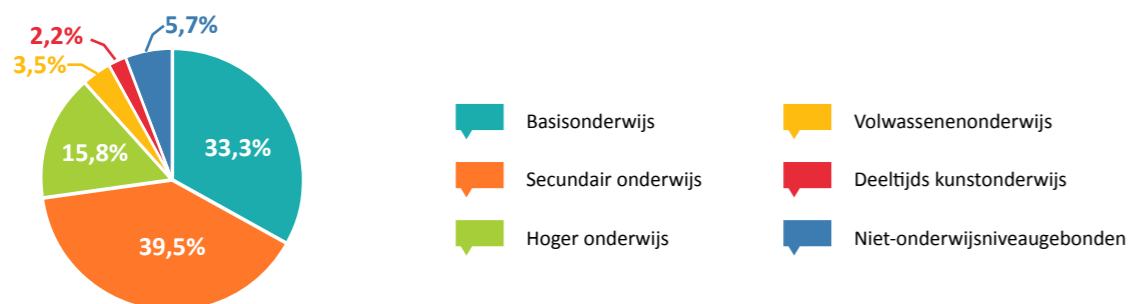 5,7%
2,2%
3,5%
33,3%
15,8%
39,5%
Basisonderwijs
Secundair onderwijs
Hoger onderwijs
Volwassenenonderwijs
Deeltijds kunstonderwijs
Niet-onderwijsniveaugebonden